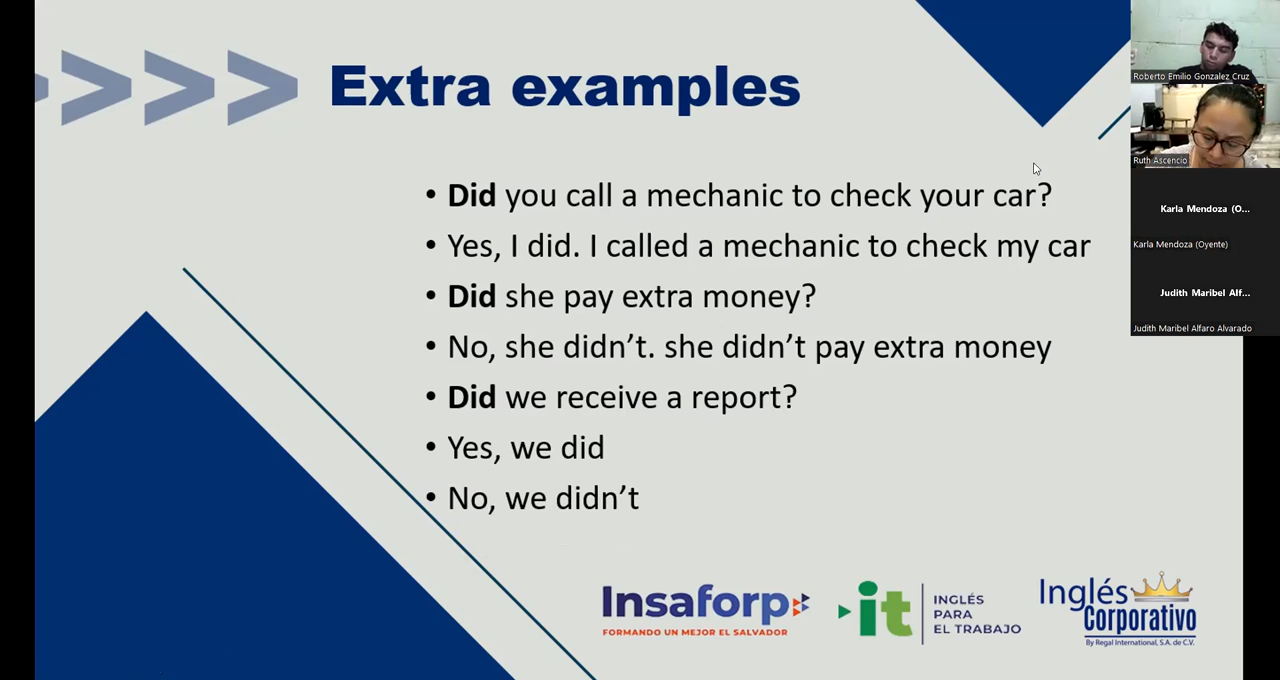 Extra examples
• Did you call a mechanic to check your car?
• Yes, I did. I called a mechanic to check my car
• Did she pay extra money?
• No, she didn’t. she didn’t pay extra money
• Did we receive a report?
• Yes, we did
• No, we didn’t
Insaforp
FORMANDO UN MEJOR EL SALVADOR
it
INGLÉS
PARA
EL TRABAJO
Inglés
Corporativo
By Regal International, S.A. de C.V.
Roberto Emilio Gonzalez Cruz
Ruth Ascencio
Karla Mendoza (O...
Karla Mendoza (Oyente)
Judith Maribel Alf...
Judith Maribel Alfaro Alvarado